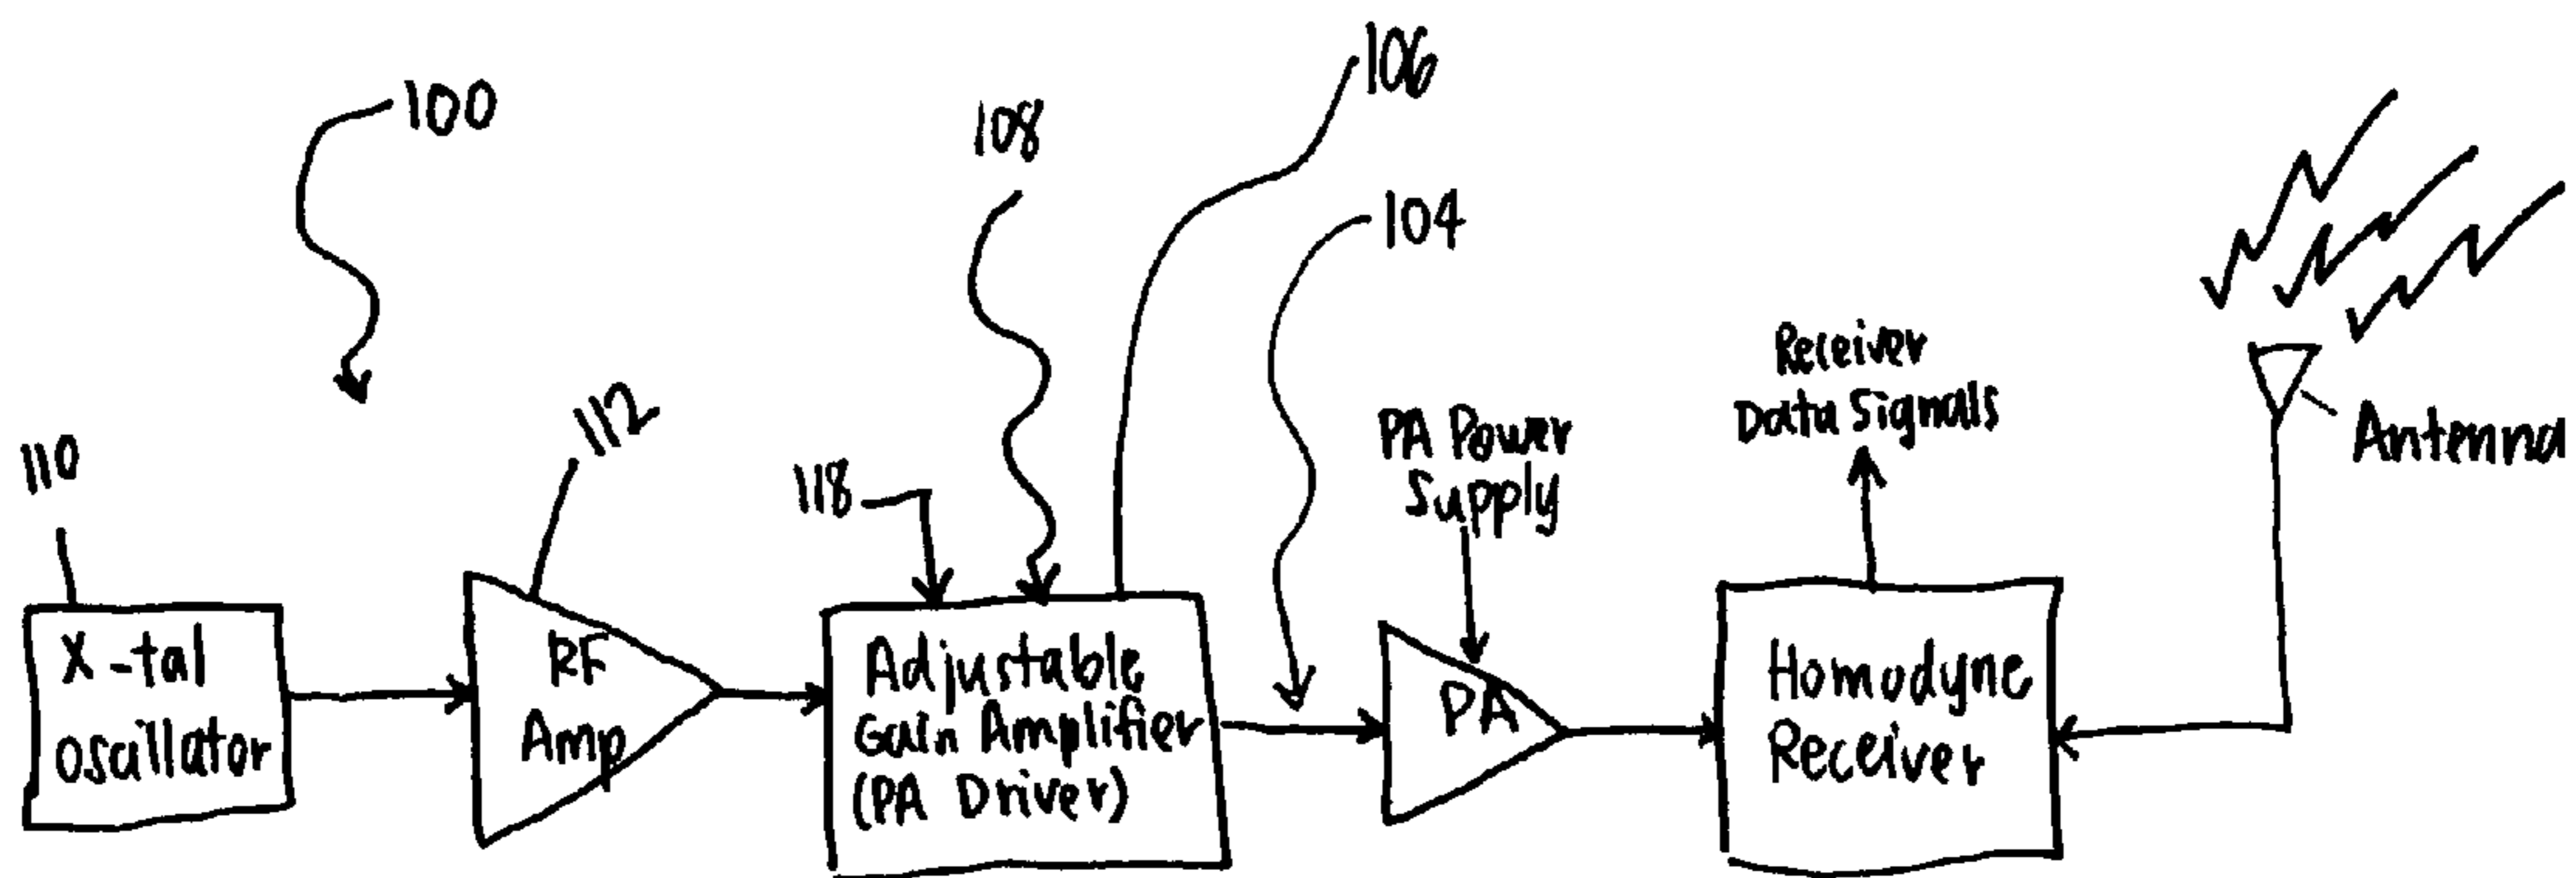 100
108
106
104
110
112
118
PA Power
Supply
Receiver
Data Signals
Antenna
X-tal
oscillator
RF
Amp
Adjustable
Gain Amplifier
(PA Driver)
PA
Homodyne
Receiver